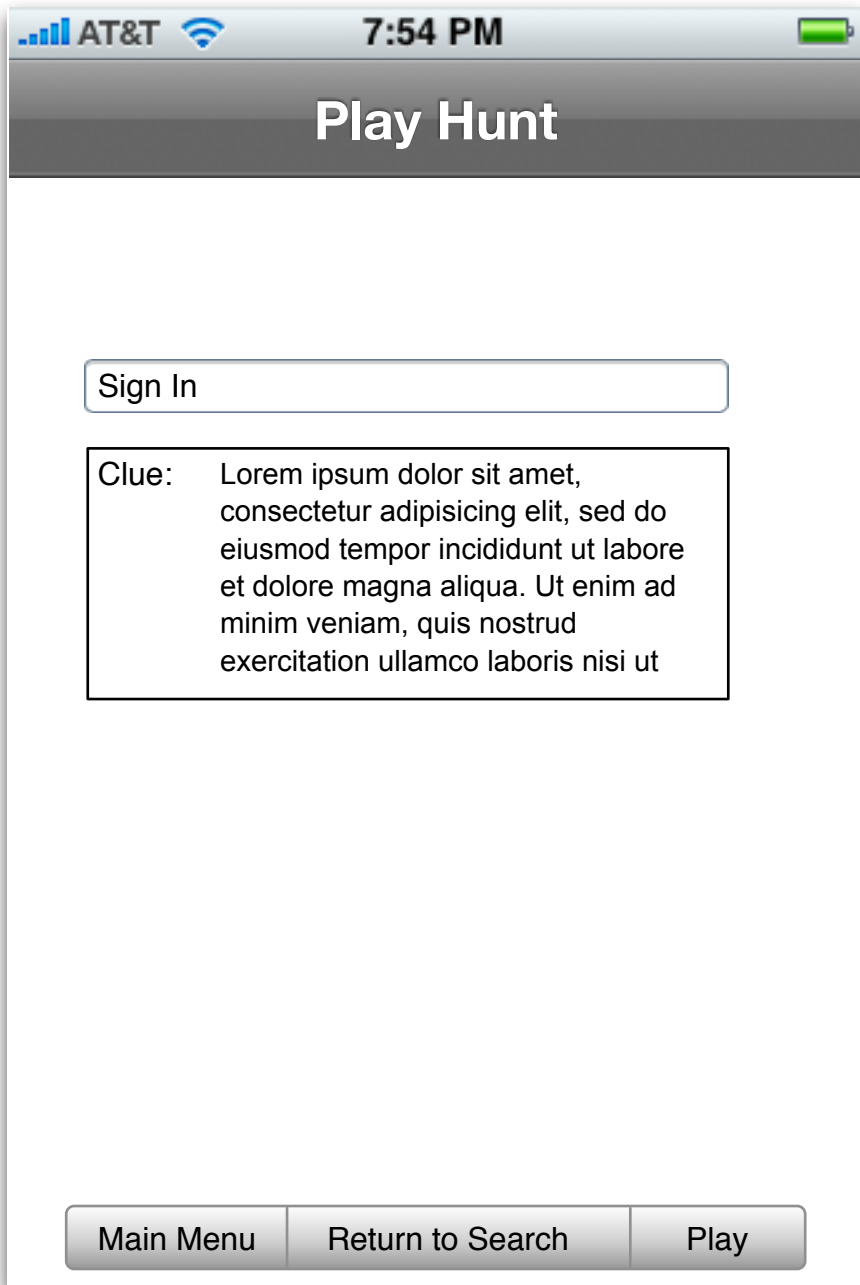 AT&T 7:54 PM
Play Hunt
Sign In
Clue: Lorem ipsum dolor sit amet,
consectetur adipisicing elit, sed do
eiusmod tempor incididunt ut labore
et dolore magna aliqua. Ut enim ad
minim veniam, quis nostrud
exercitation ullamco laboris nisi ut
Main Menu Return to Search Play